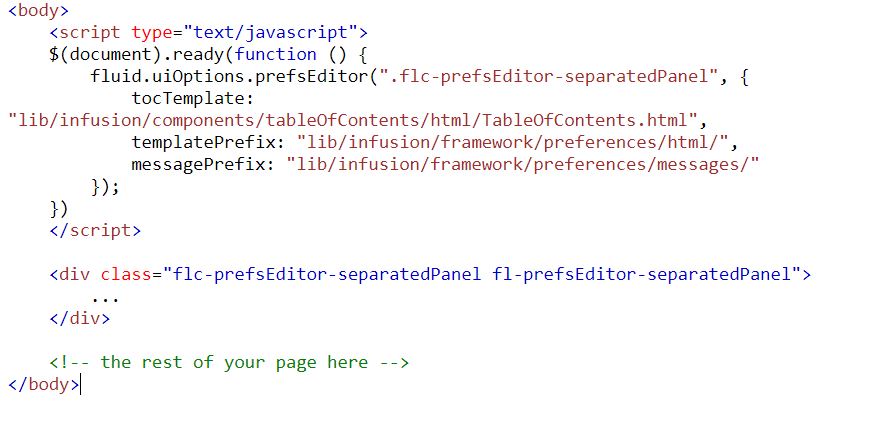 <body>
    <script type="text/javascript">
    $(document).ready(function () {
        fluid.uiOptions.prefsEditor(".flc-prefsEditor-separatedPanel", {
            tocTemplate:
"lib/infusion/components/tableOfContents/html/TableOfContents.html",
            templatePrefix: "lib/infusion/framework/preferences/html/",
            messagePrefix: "lib/infusion/framework/preferences/messages/"
        });
    })
    </script>

    <div class="flc-prefsEditor-separatedPanel fl-prefsEditor-separatedPanel">
        ...
    </div>

    <!-- the rest of your page here -->
</body>